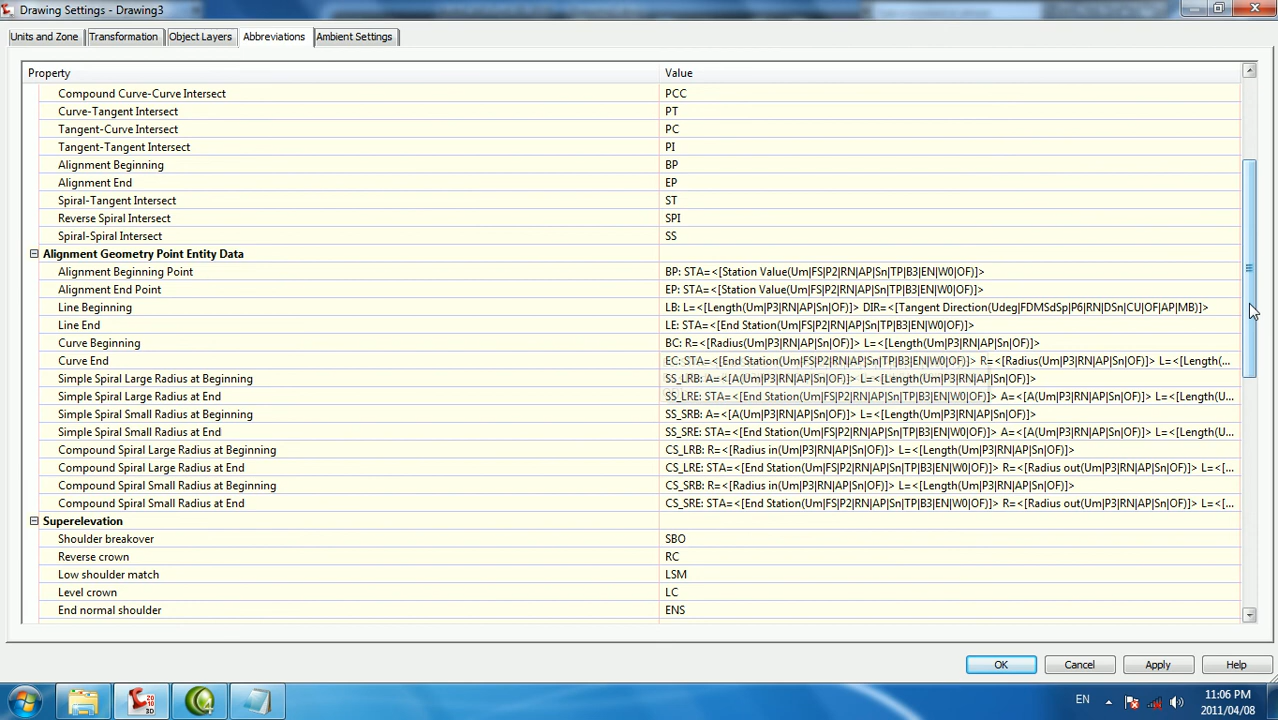 Drawing Settings - Drawing3
Units and Zone Transformation Object Layers Abbreviations Ambient Settings
Property Value
Compound Curve-Curve Intersect PCC
Curve-Tangent Intersect PT
Tangent-Curve Intersect PC
Tangent-Tangent Intersect PI
Alignment Beginning BP
Alignment End EP
Spiral-Tangent Intersect ST
Reverse Spiral Intersect SPI
Spiral-Spiral Intersect SS
Alignment Geometry Point Entity Data
Alignment Beginning Point BP: STA=<[Station Value(Um|FS|P2|RN|AP|Sn|TP|B3|EN|W0|OF)]>
Alignment End Point EP: STA=<[Station Value(Um|FS|P2|RN|AP|Sn|TP|B3|EN|W0|OF)]>
Line Beginning LB: L=<[Length(Um|P3|RN|AP|Sn|OF)]> DIR=<[Tangent Direction(Udeg|FDMSdSp|P6|RN|DSn|CU|OF|AP|MB)]>
Line End LE: STA=<[End Station(Um|FS|P2|RN|AP|Sn|TP|B3|EN|W0|OF)]>
Curve Beginning BC: R=<[Radius(Um|P3|RN|AP|Sn|OF)]> L=<[Length(Um|P3|RN|AP|Sn|OF)]>
Curve End EC: STA=<[End Station(Um|FS|P2|RN|AP|Sn|TP|B3|EN|W0|OF)]> R=<[Radius(Um|P3|RN|AP|Sn|OF)]> L=<[Length(...
Simple Spiral Large Radius at Beginning SS_LRB: A=<[A(Um|P3|RN|AP|Sn|OF)]> L=<[Length(Um|P3|RN|AP|Sn|OF)]>
Simple Spiral Large Radius at End SS_LRE: STA=<[End Station(Um|FS|P2|RN|AP|Sn|TP|B3|EN|W0|OF)]> A=<[A(Um|P3|RN|AP|Sn|OF)]> L=<[Length(U...
Simple Spiral Small Radius at Beginning SS_SRB: A=<[A(Um|P3|RN|AP|Sn|OF)]> L=<[Length(Um|P3|RN|AP|Sn|OF)]>
Simple Spiral Small Radius at End SS_SRE: STA=<[End Station(Um|FS|P2|RN|AP|Sn|TP|B3|EN|W0|OF)]> A=<[A(Um|P3|RN|AP|Sn|OF)]> L=<[Length(U...
Compound Spiral Large Radius at Beginning CS_LRB: R=<[Radius in(Um|P3|RN|AP|Sn|OF)]> L=<[Length(Um|P3|RN|AP|Sn|OF)]>
Compound Spiral Large Radius at End CS_LRE: STA=<[End Station(Um|FS|P2|RN|AP|Sn|TP|B3|EN|W0|OF)]> R=<[Radius out(Um|P3|RN|AP|Sn|OF)]> L=<[...
Compound Spiral Small Radius at Beginning CS_SRB: R=<[Radius in(Um|P3|RN|AP|Sn|OF)]> L=<[Length(Um|P3|RN|AP|Sn|OF)]>
Compound Spiral Small Radius at End CS_SRE: STA=<[End Station(Um|FS|P2|RN|AP|Sn|TP|B3|EN|W0|OF)]> R=<[Radius out(Um|P3|RN|AP|Sn|OF)]> L=<[...
Superelevation
Shoulder breakover SBO
Reverse crown RC
Low shoulder match LSM
Level crown LC
End normal shoulder ENS
OK Cancel Apply Help
EN 11:06 PM
2011/04/08